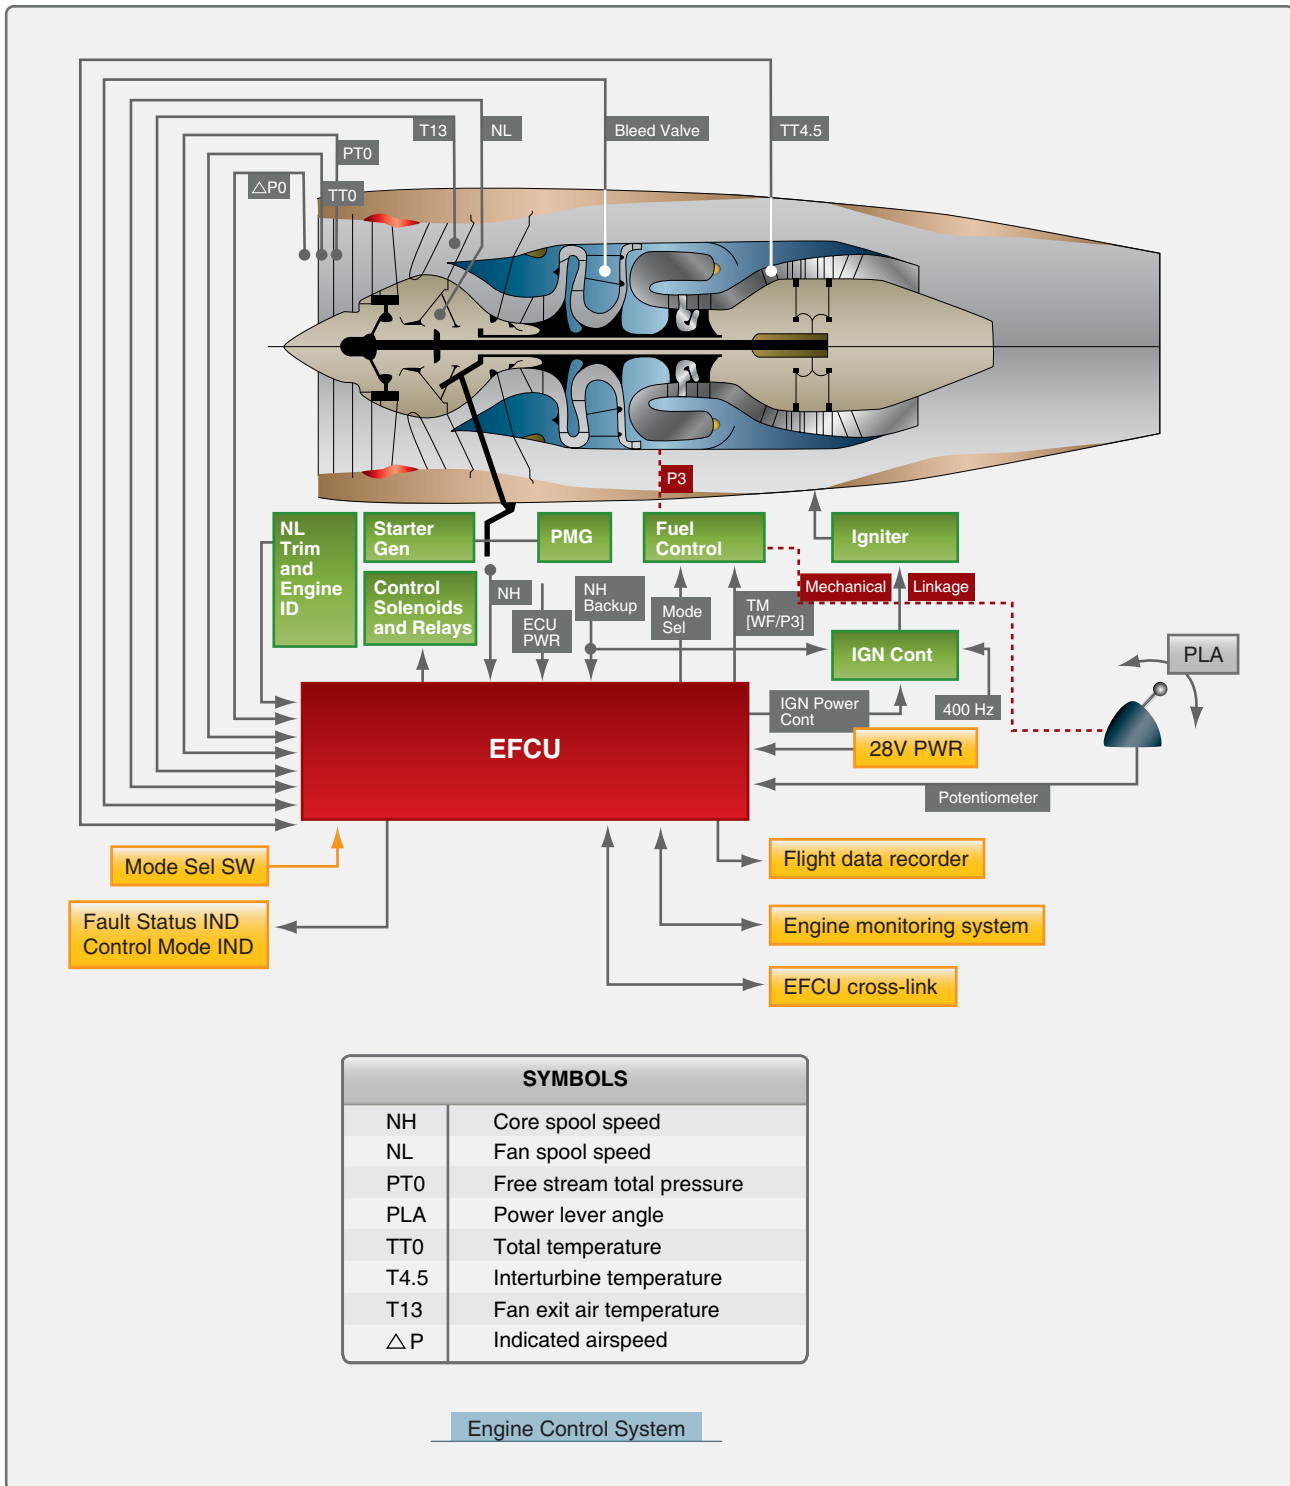 T13
NL
Bleed Valve
TT4.5
PT0
△P0
TT0
P3
NL
Trim
and
Engine
ID
Starter
Gen
PMG
Fuel
Control
Igniter
Control
Solenoids
and Relays
NH
ECU
PWR
NH
Backup
Mode
Sel
TM
[WF/P3]
Mechanical
Linkage
IGN Cont
PLA
IGN Power
Cont
400 Hz
EFCU
28V PWR
Potentiometer
Mode Sel SW
Flight data recorder
Fault Status IND
Control Mode IND
Engine monitoring system
EFCU cross-link
SYMBOLS
NH Core spool speed
NL Fan spool speed
PT0 Free stream total pressure
PLA Power lever angle
TT0 Total temperature
T4.5 Interturbine temperature
T13 Fan exit air temperature
△P Indicated airspeed
Engine Control System